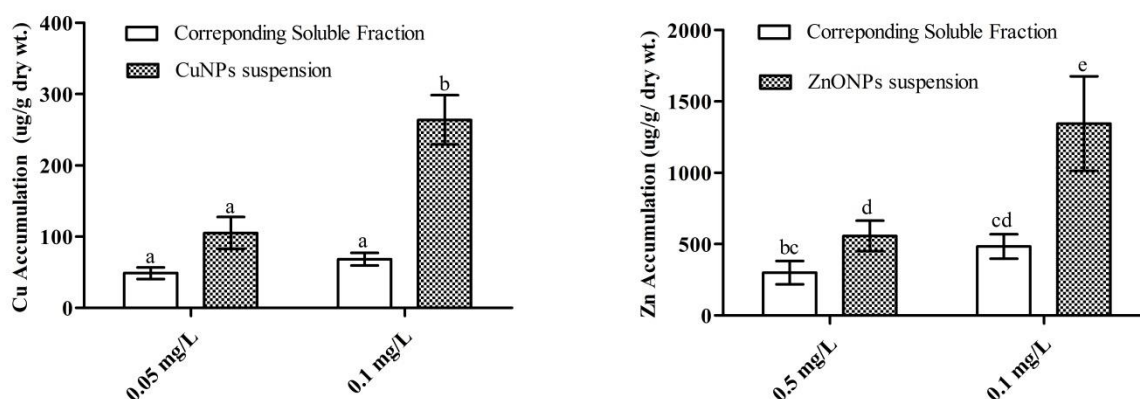 Cu Accumulation (ug/g dry wt.)
400
300
200
100
0
Correponding Soluble Fraction
CuNPs suspension
a
a
a
b
0.05 mg/L
0.1 mg/L
Zn Accumulation (ug/g/ dry wt.)
2000
1500
1000
500
0
Correponding Soluble Fraction
ZnONPs suspension
bc
d
cd
e
0.5 mg/L
0.1 mg/L